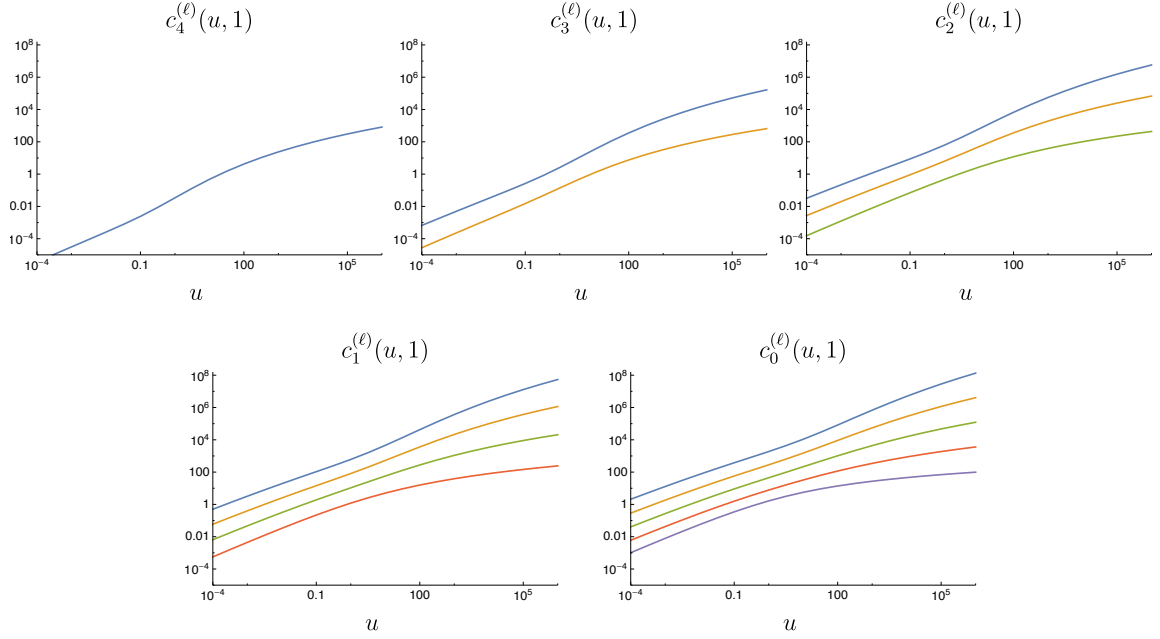 c_4^{(ℓ)}(u, 1) c_3^{(ℓ)}(u, 1) c_2^{(ℓ)}(u, 1)
10^8 10^8 10^8
10^6 10^6 10^6
10^4 10^4 10^4
100 100 100
1 1 1
0.01 0.01 0.01
10^{-4} 10^{-4} 10^{-4}
10^{-4} 0.1 100 10^5 10^{-4} 0.1 100 10^5 10^{-4} 0.1 100 10^5
u u u
c_1^{(ℓ)}(u, 1) c_0^{(ℓ)}(u, 1)
10^8 10^8
10^6 10^6
10^4 10^4
100 100
1 1
0.01 0.01
10^{-4} 10^{-4}
10^{-4} 0.1 100 10^5 10^{-4} 0.1 100 10^5
u u